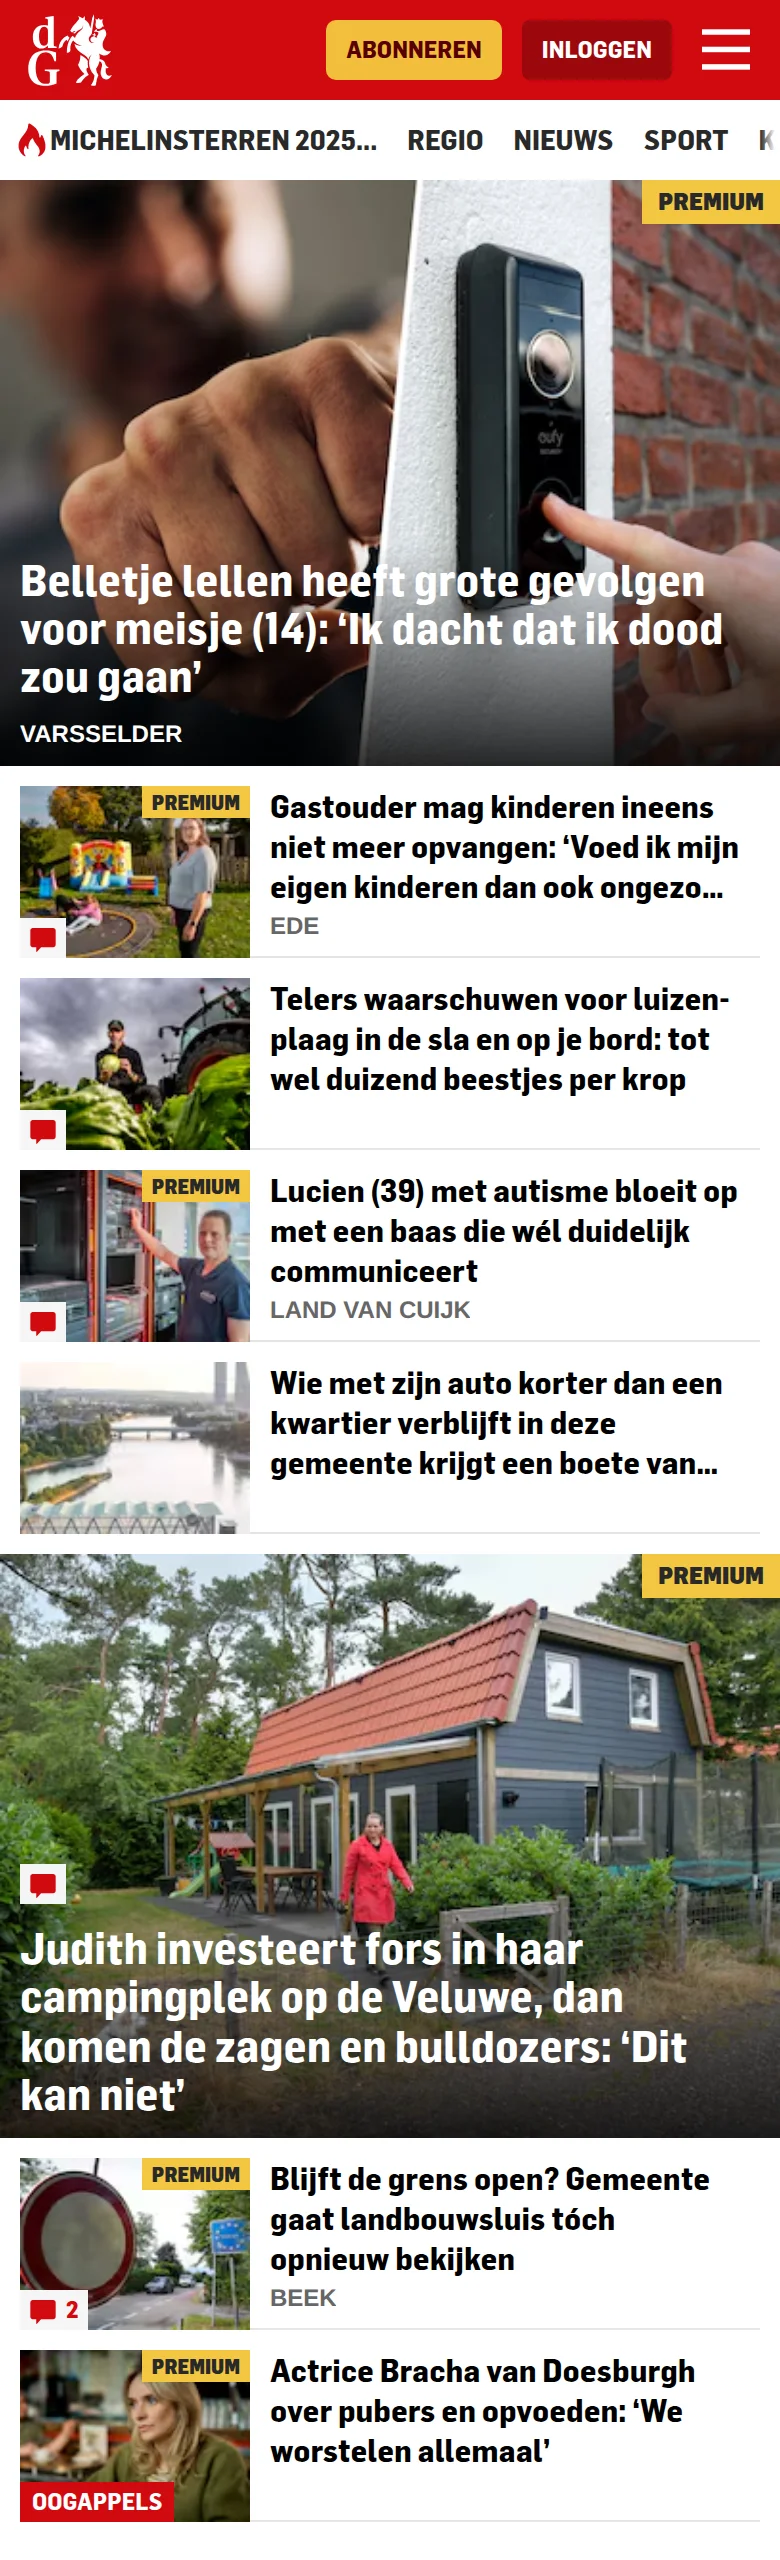 dG
ABONNEREN
INLOGGEN
MICHELINSTERREN 2025...
REGIO
NIEUWS
SPORT
K
PREMIUM
eufy
SECURITY
Belletje lellen heeft grote gevolgen
voor meisje (14): ‘Ik dacht dat ik dood
zou gaan’
VARSSELDER
PREMIUM
Gastouder mag kinderen ineens
niet meer opvangen: ‘Voed ik mijn
eigen kinderen dan ook ongezo...
EDE
Telers waarschuwen voor luizen-
plaag in de sla en op je bord: tot
wel duizend beestjes per krop
PREMIUM
Lucien (39) met autisme bloeit op
met een baas die wél duidelijk
communiceert
LAND VAN CUIJK
Wie met zijn auto korter dan een
kwartier verblijft in deze
gemeente krijgt een boete van...
PREMIUM
Judith investeert fors in haar
campingplek op de Veluwe, dan
komen de zagen en bulldozers: ‘Dit
kan niet’
PREMIUM
2
Blijft de grens open? Gemeente
gaat landbouwsluis tóch
opnieuw bekijken
BEEK
PREMIUM
OOGAPPELS
Actrice Bracha van Doesburgh
over pubers en opvoeden: ‘We
worstelen allemaal’